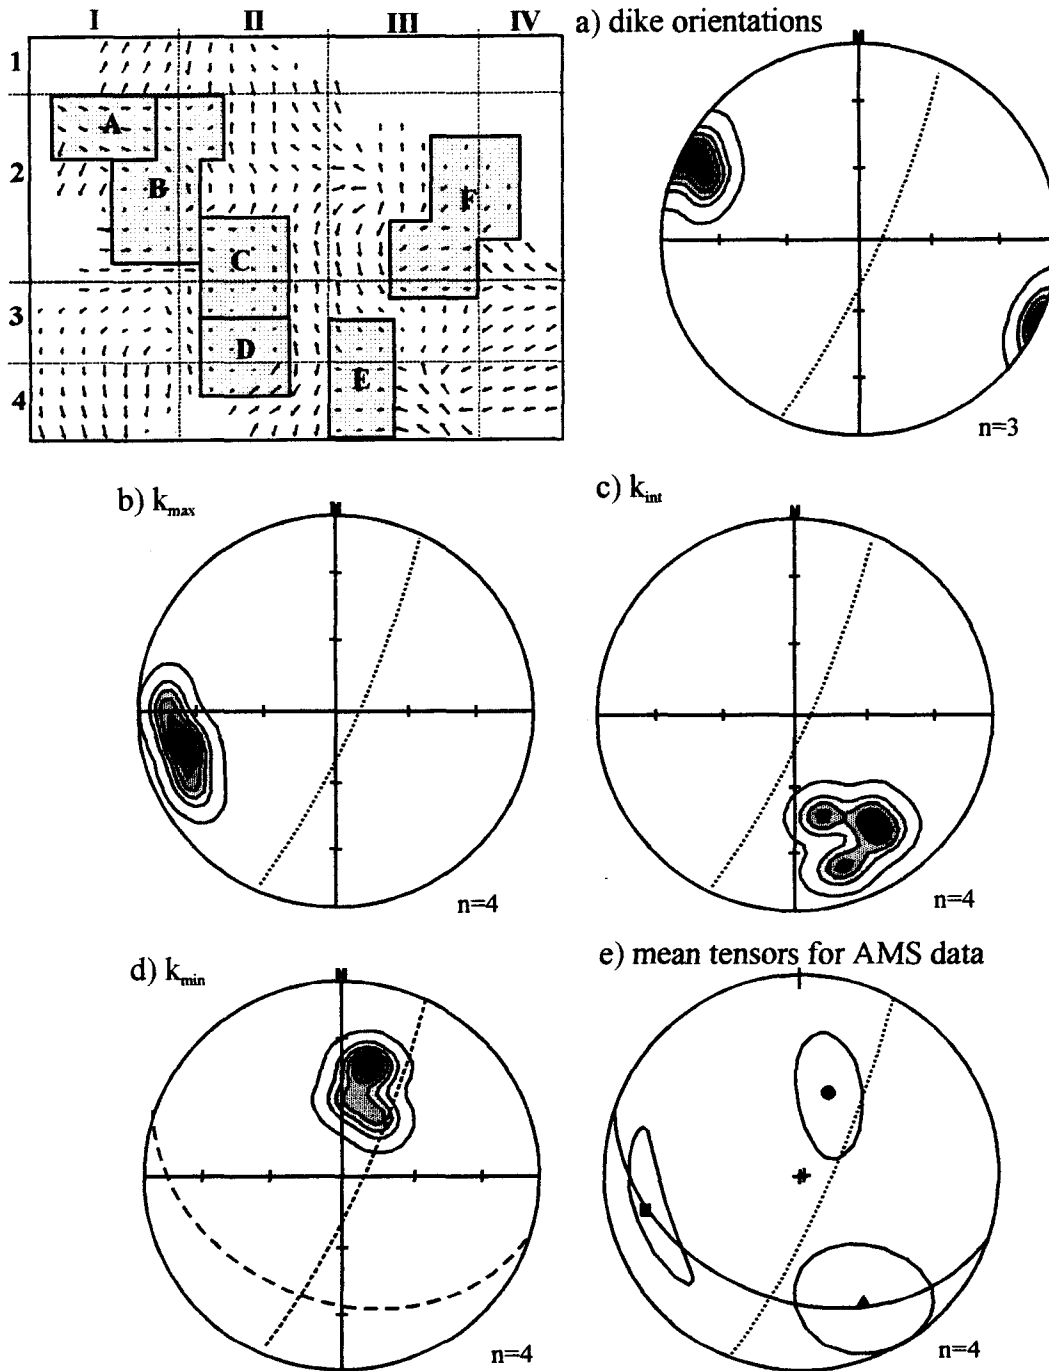 I II III IV
1
2
3
4
A
B
C
D
E
F
a) dike orientations
N
n=3
b) kmax
N
n=4
c) kint
N
n=4
d) kmin
N
n=4
e) mean tensors for AMS data
n=4